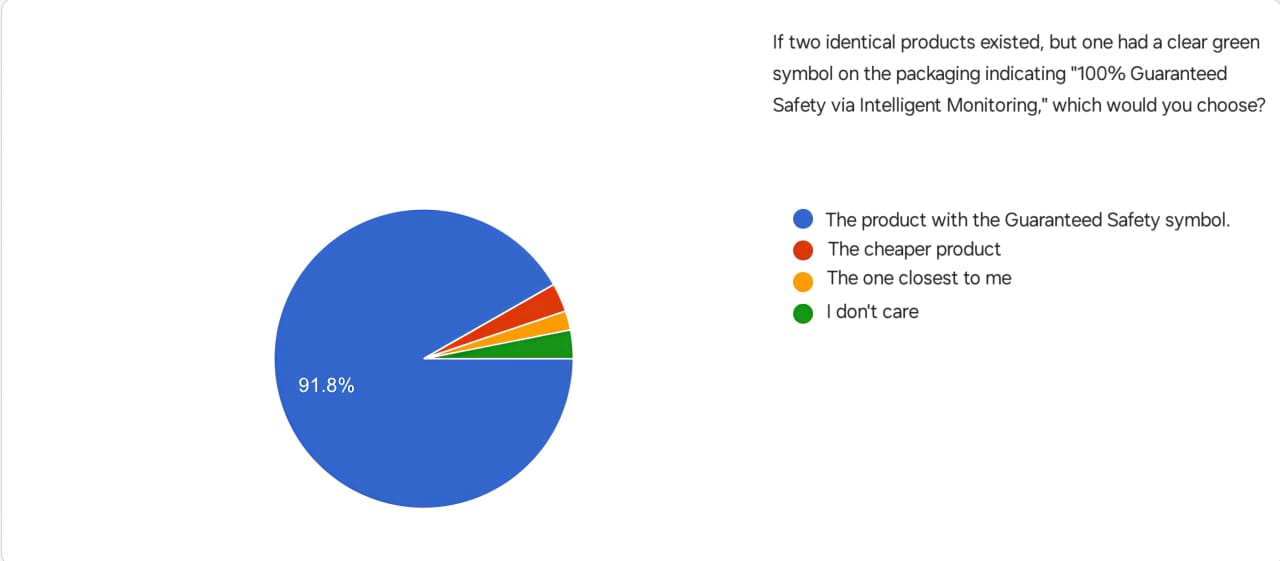 If two identical products existed, but one had a clear green
symbol on the packaging indicating "100% Guaranteed
Safety via Intelligent Monitoring," which would you choose?
The product with the Guaranteed Safety symbol.
The cheaper product
The one closest to me
I don't care
91.8%